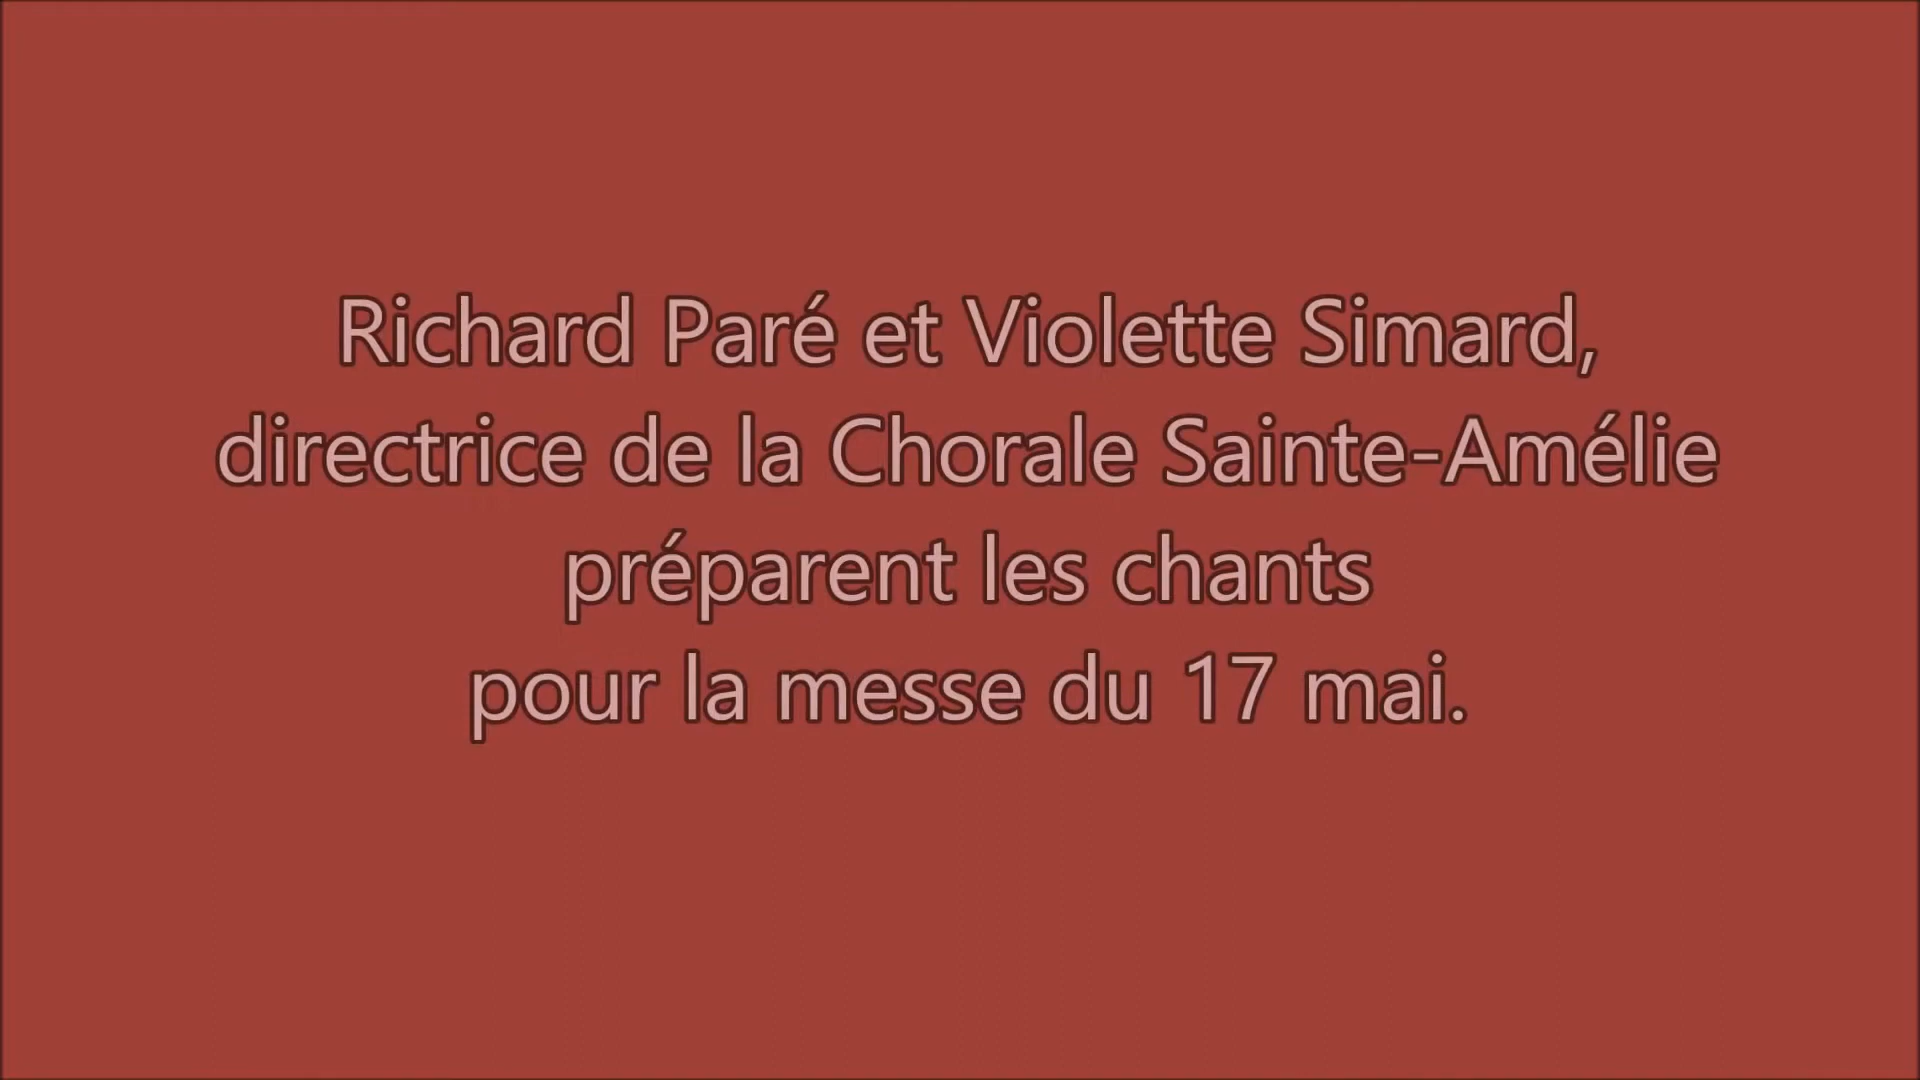 Richard Paré et Violette Simard,
directrice de la Chorale Sainte-Amélie
préparent les chants
pour la messe du 17 mai.